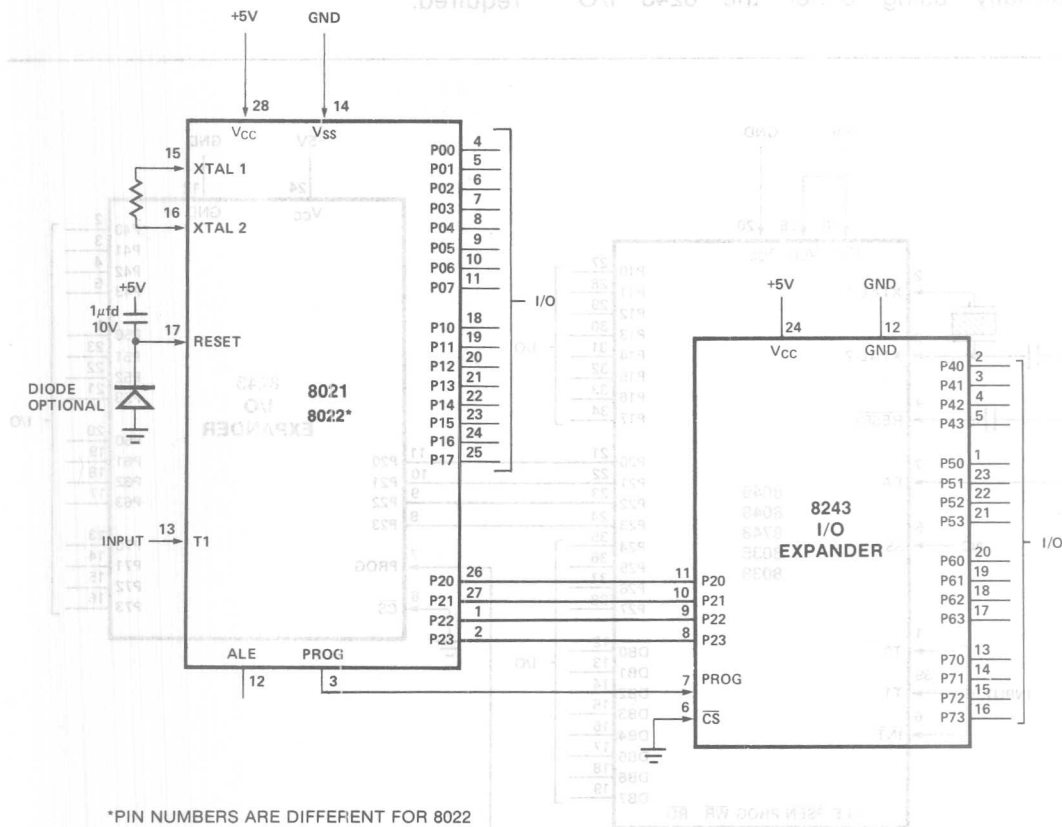 using the 8243 I/O required.
+5V GND
28 14
VCC VSS
15 XTAL 1
16 XTAL 2
+5V
1µfd
10V
17 RESET
DIODE
OPTIONAL
8021
8022*
INPUT 13 T1
P00 4
P01 5
P02 6
P03 7
P04 8
P05 9
P06 10
P07 11
I/O
P10 18
P11 19
P12 20
P13 21
P14 22
P15 23
P16 24
P17 25
P20 26
P21 27
P22 1
P23 2
ALE PROG
12 3
+5V GND
24 12
VCC GND
8243
I/O
EXPANDER
11 P20
10 P21
9 P22
8 P23
7 PROG
6 CS
P40 2
P41 3
P42 4
P43 5
P50 1
P51 23
P52 22
P53 21
I/O
P60 20
P61 19
P62 18
P63 17
P70 13
P71 14
P72 15
P73 16
*PIN NUMBERS ARE DIFFERENT FOR 8022